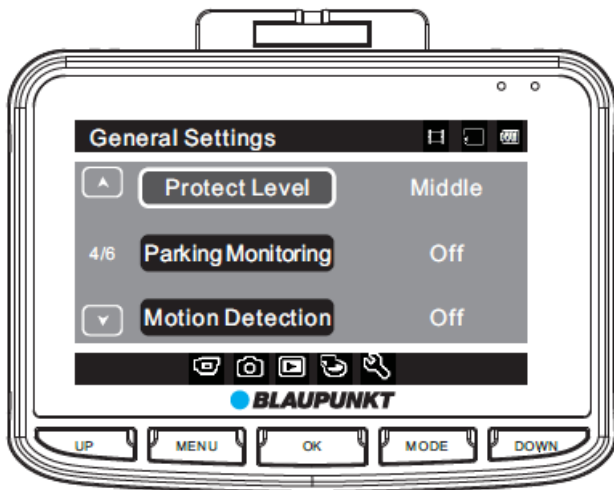 General Settings
Protect Level Middle
4/6 Parking Monitoring Off
Motion Detection Off
BLAUPUNKT
UP MENU OK MODE DOWN